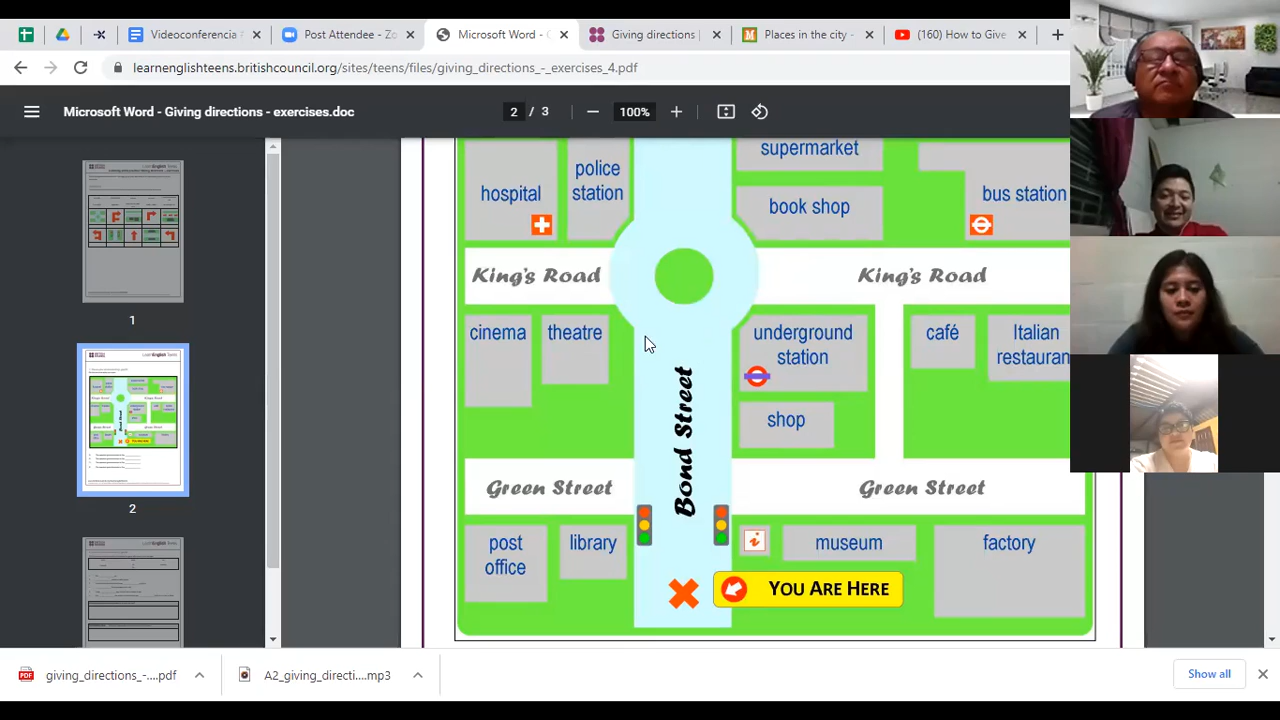 Videoconferencia
Post Attendee - Zo
Microsoft Word - G
Giving directions |
Places in the city -
(160) How to Give
learnenglishteens.britishcouncil.org/sites/teens/files/giving_directions_-_exercises_4.pdf
Microsoft Word - Giving directions - exercises.doc
2 / 3
100%
1
2
supermarket
police
station
hospital
book shop
bus station
King's Road
King's Road
cinema
theatre
underground
station
café
Italian
restauran
shop
Bond Street
Green Street
Green Street
post
office
library
i
museum
factory
YOU ARE HERE
giving_directions_-....pdf
A2_giving_directi....mp3
Show all